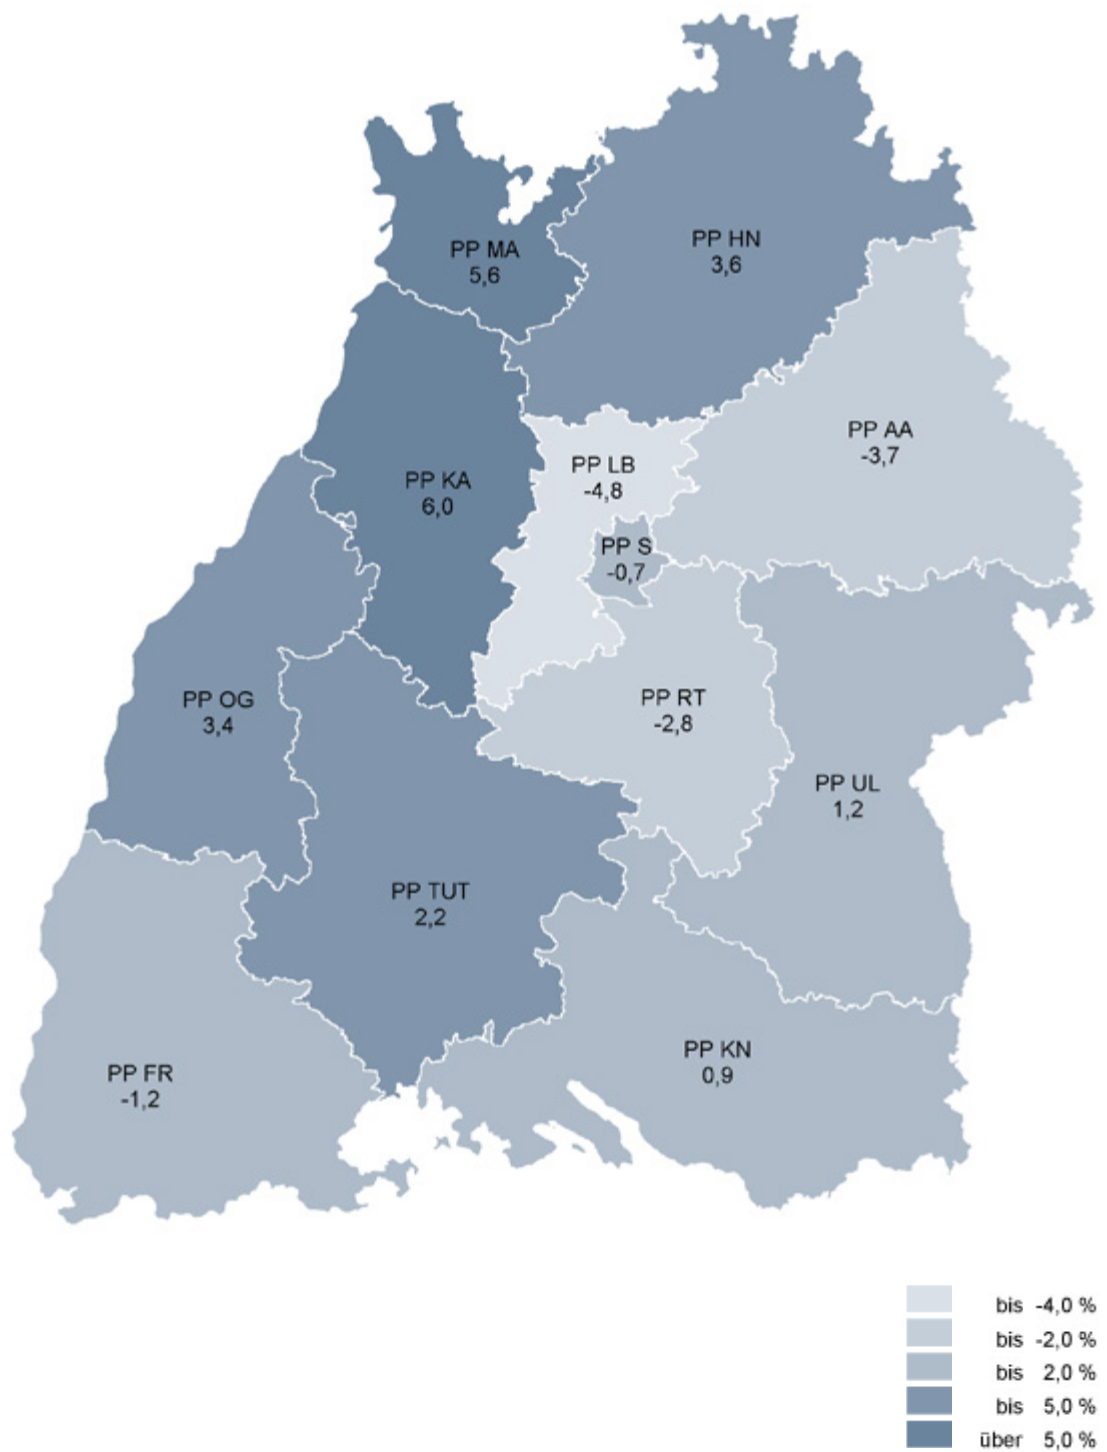 PP HN
3,6
PP MA
5,6
PP AA
-3,7
PP LB
-4,8
PP KA
6,0
PP S
-0,7
PP OG
3,4
PP RT
-2,8
PP UL
1,2
PP TUT
2,2
PP KN
0,9
PP FR
-1,2
bis -4,0 %
bis -2,0 %
bis 2,0 %
bis 5,0 %
über 5,0 %